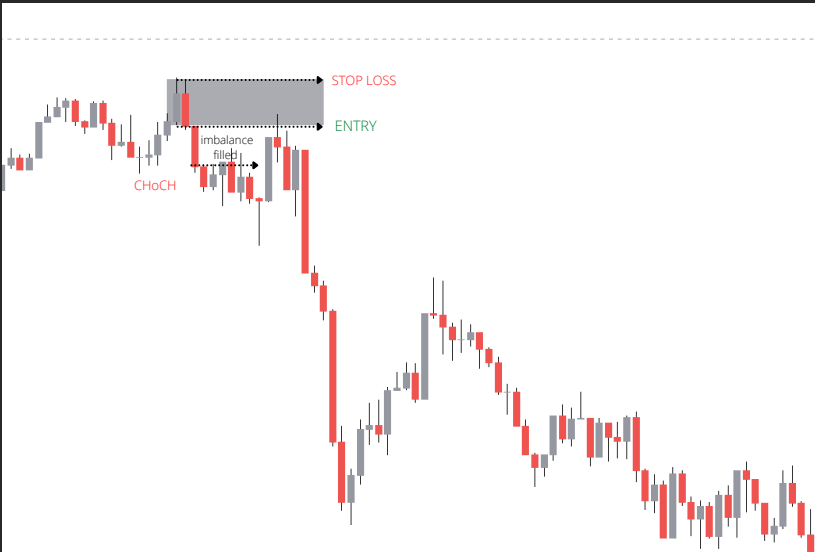 STOP LOSS
ENTRY
imbalance
filled
CHoCH